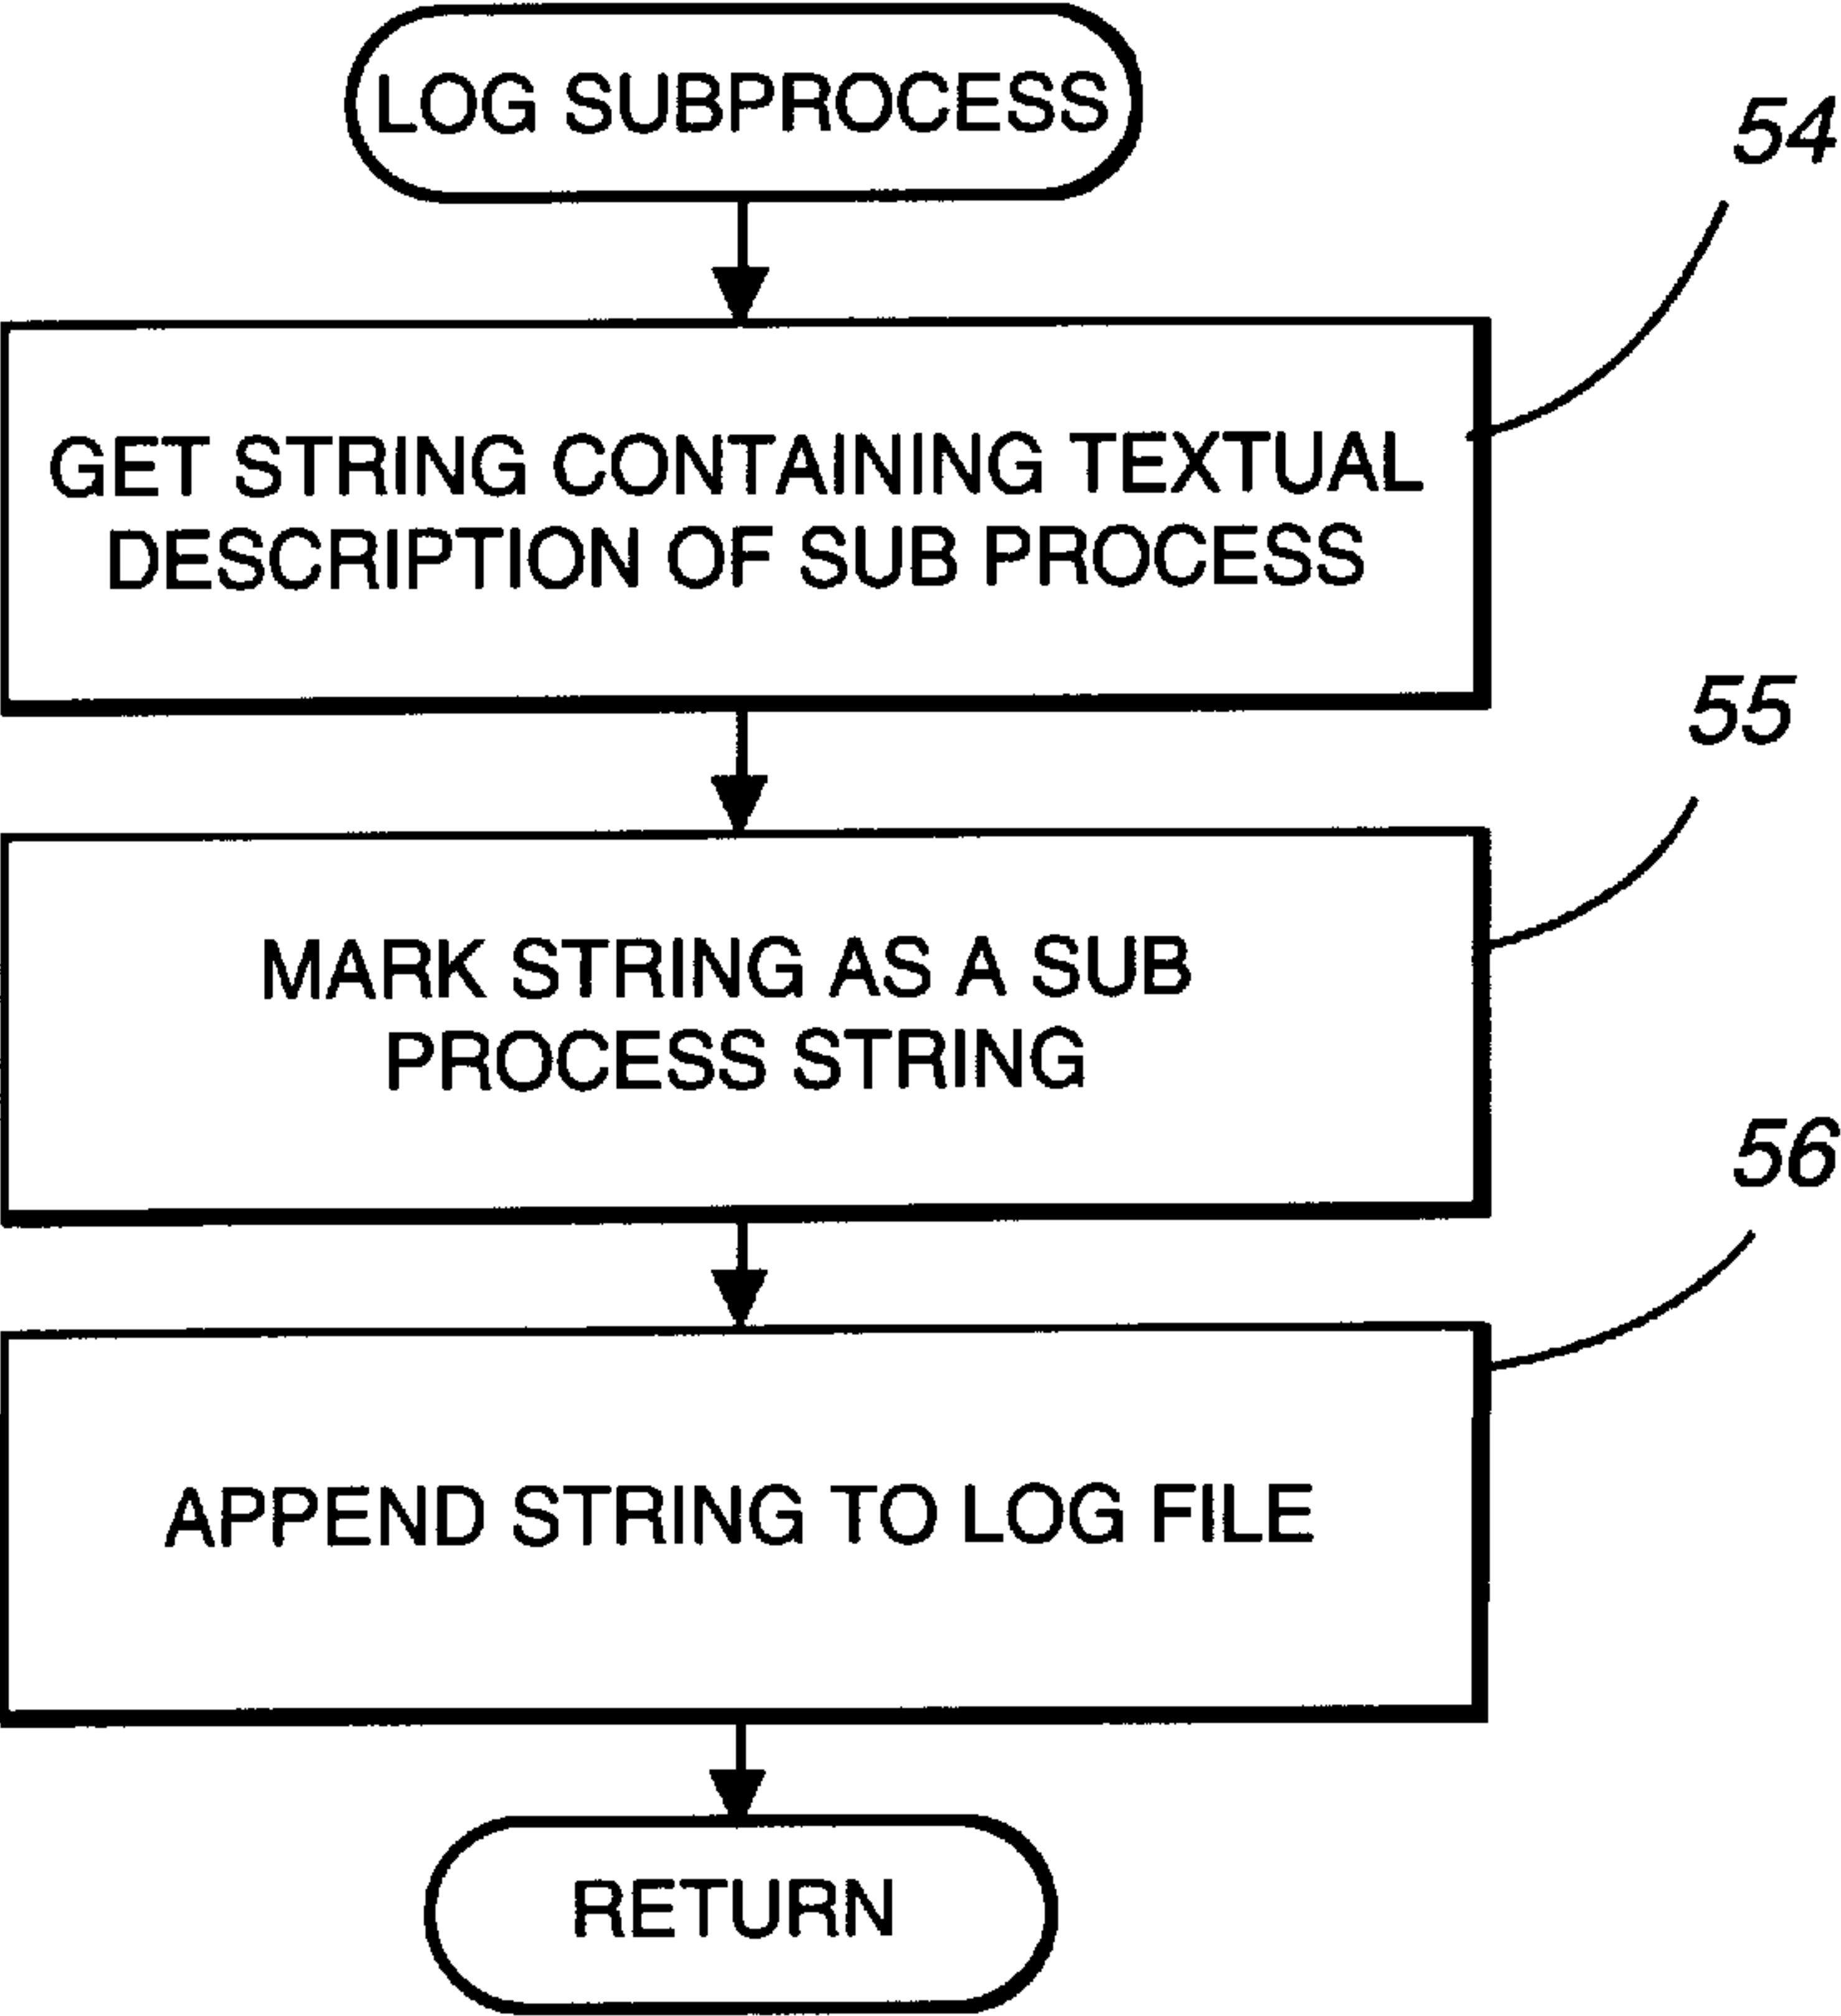 LOG SUBPROCESS
54
GET STRING CONTAINING TEXTUAL
DESCRIPTION OF SUB PROCESS
55
MARK STRING AS A SUB
PROCESS STRING
56
APPEND STRING TO LOG FILE
RETURN